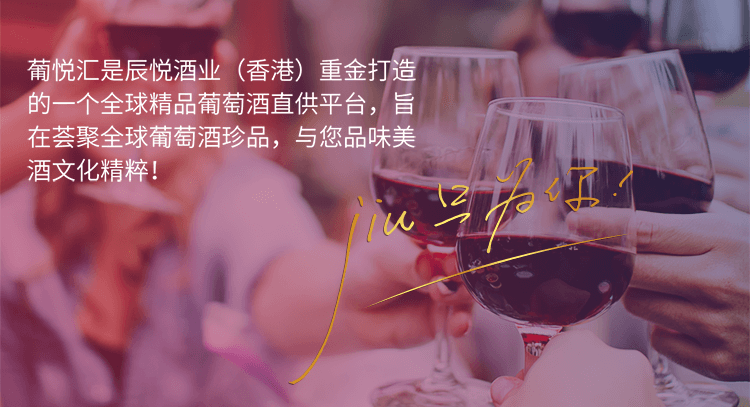 葡悦汇是辰悦酒业（香港）重金打造
的一个全球精品葡萄酒直供平台，旨
在荟聚全球葡萄酒珍品，与您品味美
酒文化精粹！
jiu只为你！